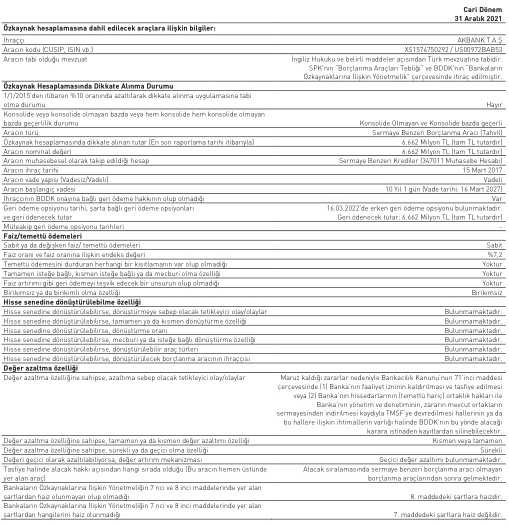 Cari Dönem
31 Aralık 2021
Özkaynak hesaplamasına dahil edilecek araçlara ilişkin bilgiler:
İhraççı AKBANK T.A.Ş
Aracın kodu (CUSIP, ISIN vb.) XS1574750292 / US00972BAB53
Aracın tabi olduğu mevzuat İngiliz Hukuku ve belirli maddeler açısından Türk mevzuatına tabidir.
SPK'nın "Borçlanma Araçları Tebliği" ve BDDK'nın "Bankaların
Özkaynaklarına İlişkin Yönetmelik" çerçevesinde ihraç edilmiştir.
Özkaynak Hesaplamasında Dikkate Alınma Durumu
1/1/2015'den itibaren %10 oranında azaltılarak dikkate alınma uygulamasına tabi
olma durumu Hayır
Konsolide veya konsolide olmayan bazda veya hem konsolide hem konsolide olmayan
bazda geçerlilik durumu Konsolide Olmayan ve Konsolide bazda geçerli
Aracın türü Sermaye Benzeri Borçlanma Aracı (Tahvil)
Özkaynak hesaplamasında dikkate alınan tutar (En son raporlama tarihi itibarıyla) 6.662 Milyon TL (tam TL tutardır)
Aracın nominal değeri 6.662 Milyon TL (tam TL tutardır)
Aracın muhasebesel olarak takip edildiği hesap Sermaye Benzeri Krediler (347011 Muhasebe Hesabı)
Aracın ihraç tarihi 15 Mart 2017
Aracın vade yapısı (Vadesiz/Vadeli) Vadeli
Aracın başlangıç vadesi 10 Yıl 1 gün (Vade tarihi: 16 Mart 2027)
İhraççının BDDK onayına bağlı geri ödeme hakkının olup olmadığı Var
Geri ödeme opsiyonu tarihi, şarta bağlı geri ödeme opsiyonları 16.03.2022'de erken geri ödeme opsiyonu bulunmaktadır.
ve geri ödenecek tutar Geri ödenecek tutar: 6.662 Milyon TL (tam TL tutardır)
Müteakip geri ödeme opsiyonu tarihleri -
Faiz/temettü ödemeleri
Sabit ya da değişken faiz/ temettü ödemeleri Sabit
Faiz oranı ve faiz oranına ilişkin endeks değeri %7,2
Temettü ödemesini durduran herhangi bir kısıtlamanın var olup olmadığı Yoktur
Tamamen isteğe bağlı, kısmen isteğe bağlı ya da mecburi olma özelliği Yoktur
Faiz artırımı gibi geri ödemeyi teşvik edecek bir unsurun olup olmadığı Yoktur
Birikimsiz ya da birikimli olma özelliği Birikimsiz
Hisse senedine dönüştürülebilme özelliği
Hisse senedine dönüştürülebilirse, dönüştürmeye sebep olacak tetikleyici olay/olaylar Bulunmamaktadır.
Hisse senedine dönüştürülebilirse, tamamen ya da kısmen dönüştürme özelliği Bulunmamaktadır.
Hisse senedine dönüştürülebilirse, dönüştürme oranı Bulunmamaktadır.
Hisse senedine dönüştürülebilirse, mecburi ya da isteğe bağlı dönüştürme özelliği Bulunmamaktadır.
Hisse senedine dönüştürülebilirse, dönüştürülebilir araç türleri Bulunmamaktadır.
Hisse senedine dönüştürülebilirse, dönüştürülecek borçlanma aracının ihraççısı Bulunmamaktadır.
Değer azaltma özelliği
Değer azaltma özelliğine sahipse, azaltıma sebep olacak tetikleyici olay/olaylar Maruz kaldığı zararlar nedeniyle Bankacılık Kanunu'nun 71'inci maddesi
çerçevesinde (1) Banka'nın faaliyet izninin kaldırılması ve tasfiye edilmesi
veya (2) Banka'nın hissedarlarının (temettü hariç) ortaklık hakları ile
Banka'nın yönetim ve denetiminin, zararın mevcut ortakların
sermayesinden indirilmesi kaydıyla TMSF'ye devredilmesi hallerinin ya da
bu hallere ilişkin ihtimallerin varlığı halinde BDDK'nın bu yönde alacağı
karara istinaden kayıtlardan silinebilecektir.
Değer azaltma özelliğine sahipse, tamamen ya da kısmen değer azaltımı özelliği Kısmen veya tamamen
Değer azaltma özelliğine sahipse, sürekli ya da geçici olma özelliği Sürekli
Değeri geçici olarak azaltılabiliyorsa, değer artırım mekanizması Geçici değer azaltımı bulunmamaktadır.
Tasfiye halinde alacak hakkı açısından hangi sırada olduğu (Bu aracın hemen üstünde Alacak sıralamasında sermaye benzeri borçlanma aracı olmayan
yer alan araç) borçlanma araçlarından sonra gelmektedir.
Bankaların Özkaynaklarına İlişkin Yönetmeliğin 7 nci ve 8 inci maddelerinde yer alan
şartlardan haiz olunmayan olup olmadığı 8. maddedeki şartlara haizdir.
Bankaların Özkaynaklarına İlişkin Yönetmeliğin 7 nci ve 8 inci maddelerinde yer alan
şartlardan hangilerini haiz olunmadığı 7. maddedeki şartlara haiz değildir.